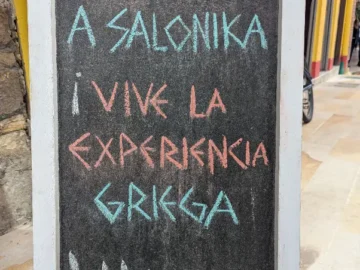 A SALONIKA
¡VIVE LA
EXPERIENCIA
GRIEGA